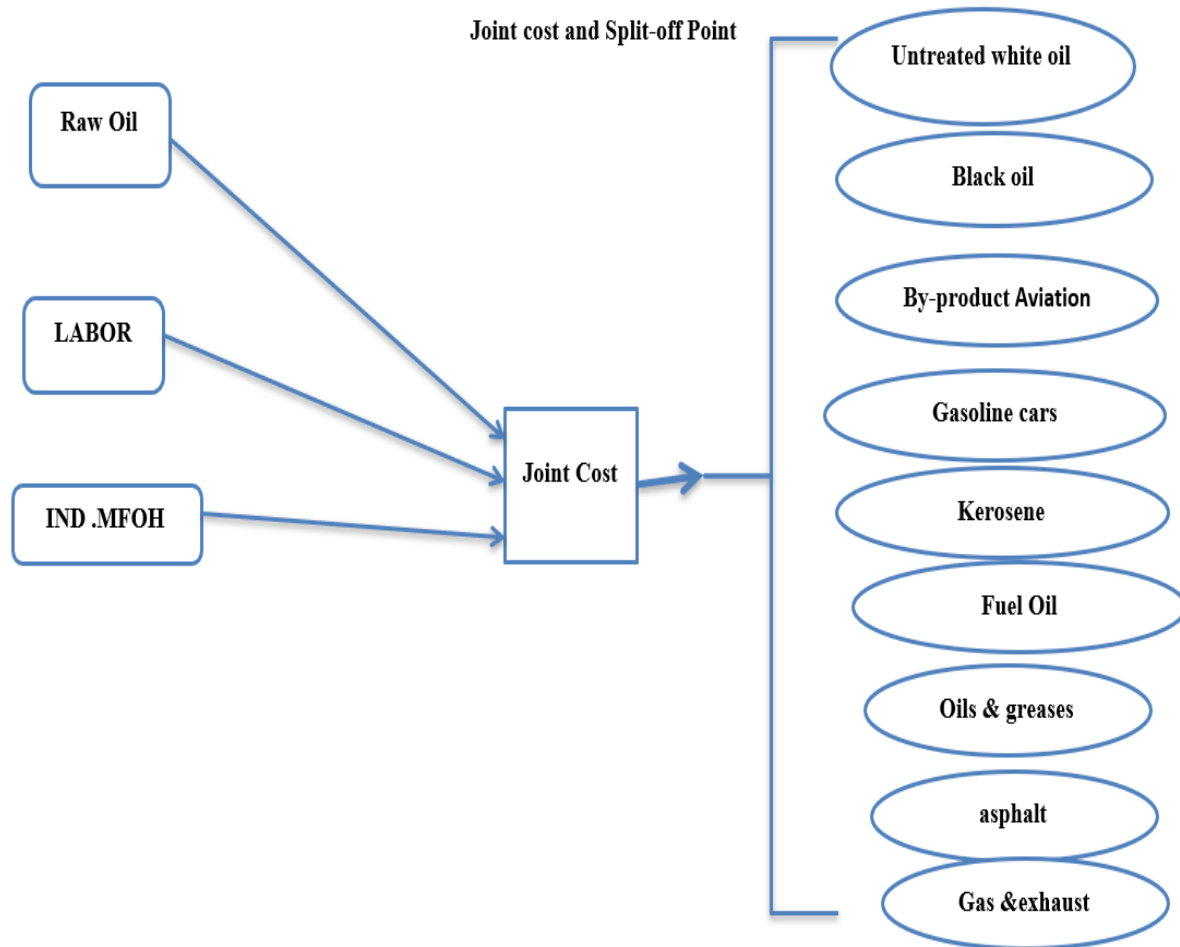 Joint cost and Split-off Point
Raw Oil
LABOR
IND .MFOH
Joint Cost
Untreated white oil
Black oil
By-product Aviation
Gasoline cars
Kerosene
Fuel Oil
Oils & greases
asphalt
Gas &exhaust